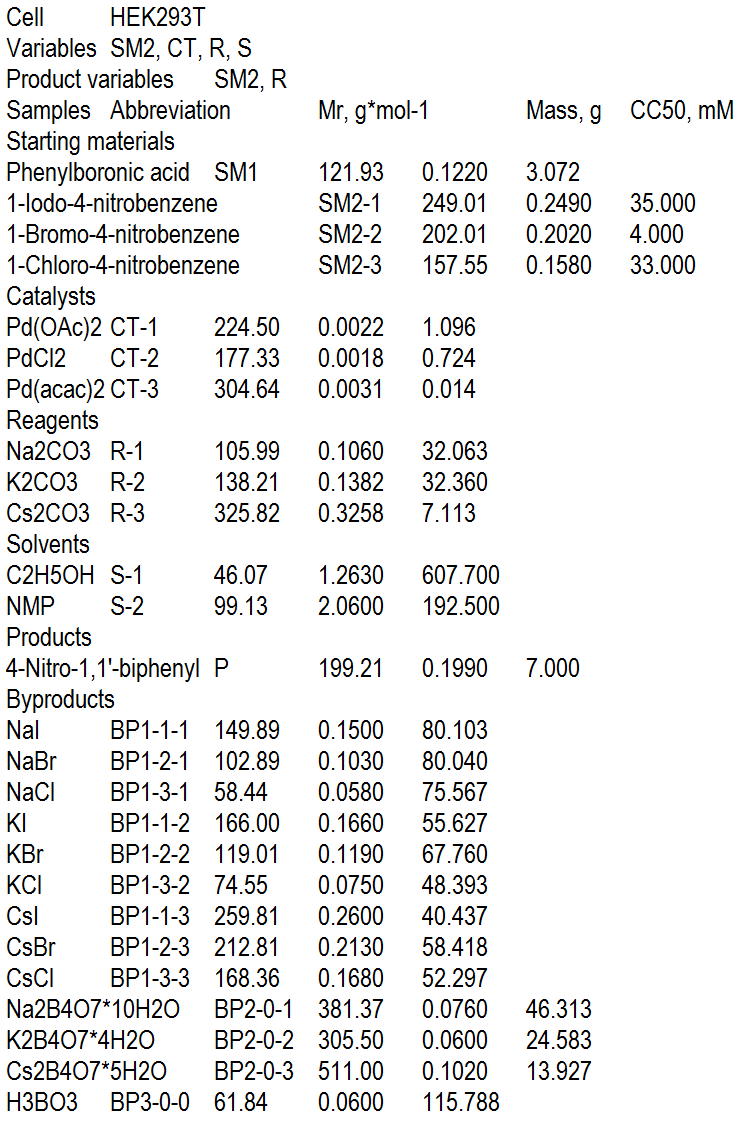 Cell HEK293T
Variables SM2, CT, R, S
Product variables SM2, R
Samples Abbreviation Mr, g*mol-1 Mass, g CC50, mM
Starting materials
Phenylboronic acid SM1 121.93 0.1220 3.072
1-Iodo-4-nitrobenzene SM2-1 249.01 0.2490 35.000
1-Bromo-4-nitrobenzene SM2-2 202.01 0.2020 4.000
1-Chloro-4-nitrobenzene SM2-3 157.55 0.1580 33.000
Catalysts
Pd(OAc)2 CT-1 224.50 0.0022 1.096
PdCl2 CT-2 177.33 0.0018 0.724
Pd(acac)2 CT-3 304.64 0.0031 0.014
Reagents
Na2CO3 R-1 105.99 0.1060 32.063
K2CO3 R-2 138.21 0.1382 32.360
Cs2CO3 R-3 325.82 0.3258 7.113
Solvents
C2H5OH S-1 46.07 1.2630 607.700
NMP S-2 99.13 2.0600 192.500
Products
4-Nitro-1,1'-biphenyl P 199.21 0.1990 7.000
Byproducts
NaI BP1-1-1 149.89 0.1500 80.103
NaBr BP1-2-1 102.89 0.1030 80.040
NaCl BP1-3-1 58.44 0.0580 75.567
KI BP1-1-2 166.00 0.1660 55.627
KBr BP1-2-2 119.01 0.1190 67.760
KCl BP1-3-2 74.55 0.0750 48.393
CsI BP1-1-3 259.81 0.2600 40.437
CsBr BP1-2-3 212.81 0.2130 58.418
CsCl BP1-3-3 168.36 0.1680 52.297
Na2B4O7*10H2O BP2-0-1 381.37 0.0760 46.313
K2B4O7*4H2O BP2-0-2 305.50 0.0600 24.583
Cs2B4O7*5H2O BP2-0-3 511.00 0.1020 13.927
H3BO3 BP3-0-0 61.84 0.0600 115.788